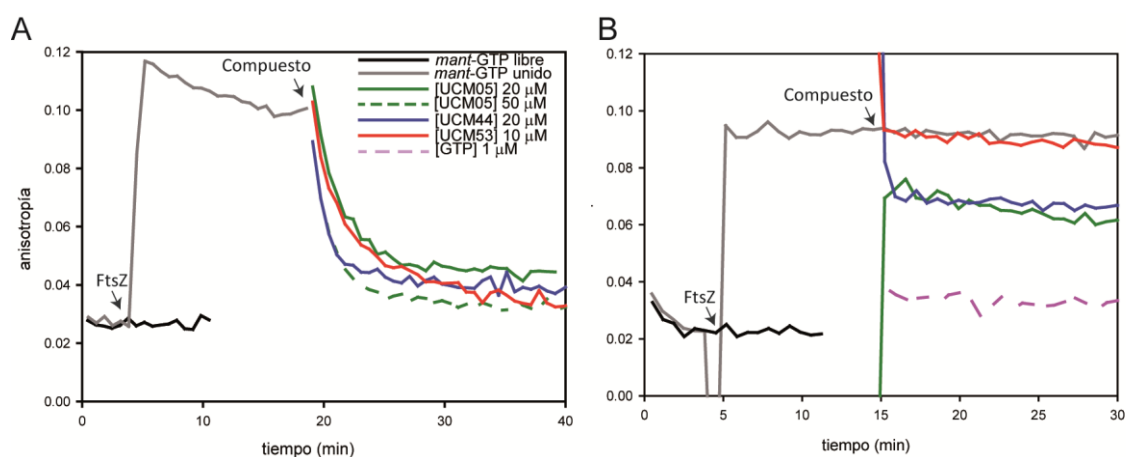 A
0.12
0.10
0.08
0.06
0.04
0.02
0.00
anisotropía
0
10
20
30
40
tiempo (min)
FtsZ
Compuesto
mant-GTP libre
mant-GTP unido
[UCM05] 20 μM
[UCM05] 50 μM
[UCM44] 20 μM
[UCM53] 10 μM
[GTP] 1 μM
B
0.12
0.10
0.08
0.06
0.04
0.02
0.00
0
5
10
15
20
25
30
tiempo (min)
FtsZ
Compuesto